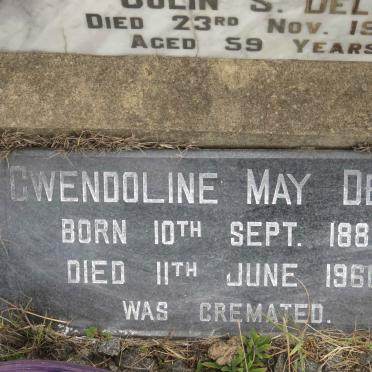 COLIN S. DEL
DIED 23RD NOV. 19
AGED 59 YEARS
GWENDOLINE MAY DE
BORN 10TH SEPT. 188
DIED 11TH JUNE 196
WAS CREMATED.